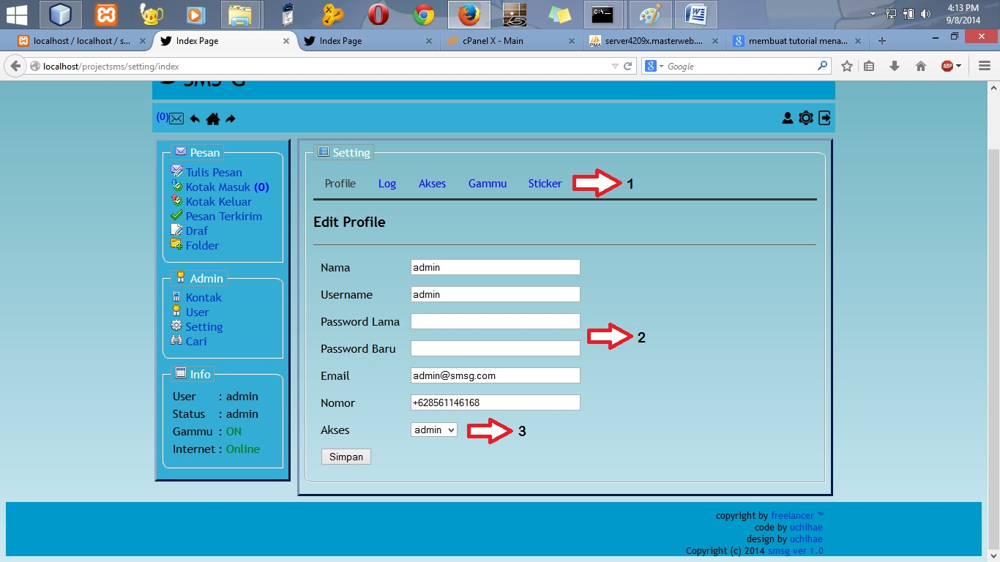 4:13 PM
9/8/2014
localhost / localhost / s...
Index Page
Index Page
cPanel X - Main
server4209x.masterweb....
membuat tutorial mena...
localhost/projectsms/setting/index
Google
ABP
SMS G
(0)
Pesan
Tulis Pesan
Kotak Masuk (0)
Kotak Keluar
Pesan Terkirim
Draf
Folder
Admin
Kontak
User
Setting
Cari
Info
User : admin
Status : admin
Gammu : ON
Internet : Online
Setting
Profile Log Akses Gammu Sticker 1
Edit Profile
Nama admin
Username admin
Password Lama
2
Password Baru
Email admin@smsg.com
Nomor +628561146168
Akses admin 3
Simpan
copyright by freelancer ™
code by uchihae
design by uchihae
Copyright (c) 2014 smsg ver 1.0